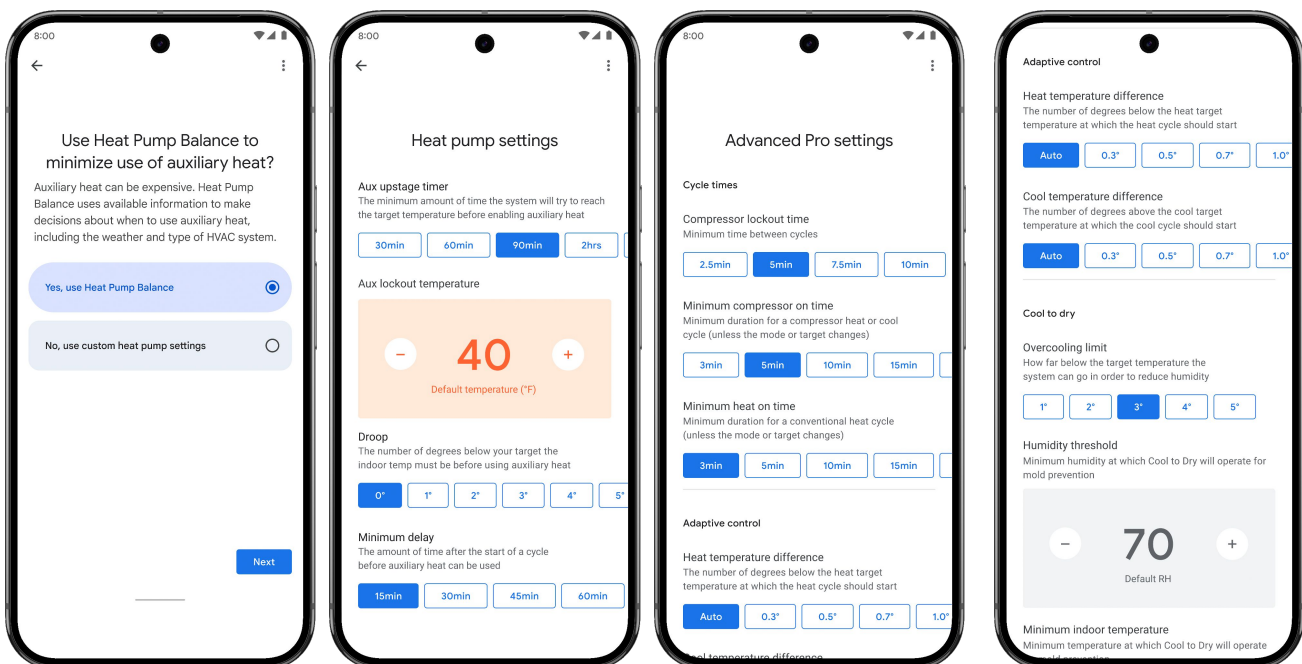 8:00
Use Heat Pump Balance to
minimize use of auxiliary heat?
Auxiliary heat can be expensive. Heat Pump
Balance uses available information to make
decisions about when to use auxiliary heat,
including the weather and type of HVAC system.
Yes, use Heat Pump Balance
No, use custom heat pump settings
Next
8:00
Heat pump settings
Aux upstage timer
The minimum amount of time the system will try to reach
the target temperature before enabling auxiliary heat
30min 60min 90min 2hrs
Aux lockout temperature
− 40 +
Default temperature (°F)
Droop
The number of degrees below your target the
indoor temp must be before using auxiliary heat
0° 1° 2° 3° 4° 5°
Minimum delay
The amount of time after the start of a cycle
before auxiliary heat can be used
15min 30min 45min 60min
8:00
Advanced Pro settings
Cycle times
Compressor lockout time
Minimum time between cycles
2.5min 5min 7.5min 10min
Minimum compressor on time
Minimum duration for a compressor heat or cool
cycle (unless the mode or target changes)
3min 5min 10min 15min
Minimum heat on time
Minimum duration for a conventional heat cycle
(unless the mode or target changes)
3min 5min 10min 15min
Adaptive control
Heat temperature difference
The number of degrees below the heat target
temperature at which the heat cycle should start
Auto 0.3° 0.5° 0.7° 1.0°
Cool temperature difference
Adaptive control
Heat temperature difference
The number of degrees below the heat target
temperature at which the heat cycle should start
Auto 0.3° 0.5° 0.7° 1.0°
Cool temperature difference
The number of degrees above the cool target
temperature at which the cool cycle should start
Auto 0.3° 0.5° 0.7° 1.0°
Cool to dry
Overcooling limit
How far below the target temperature the
system can go in order to reduce humidity
1° 2° 3° 4° 5°
Humidity threshold
Minimum humidity at which Cool to Dry will operate for
mold prevention
− 70 +
Default RH
Minimum indoor temperature
Minimum temperature at which Cool to Dry will operate